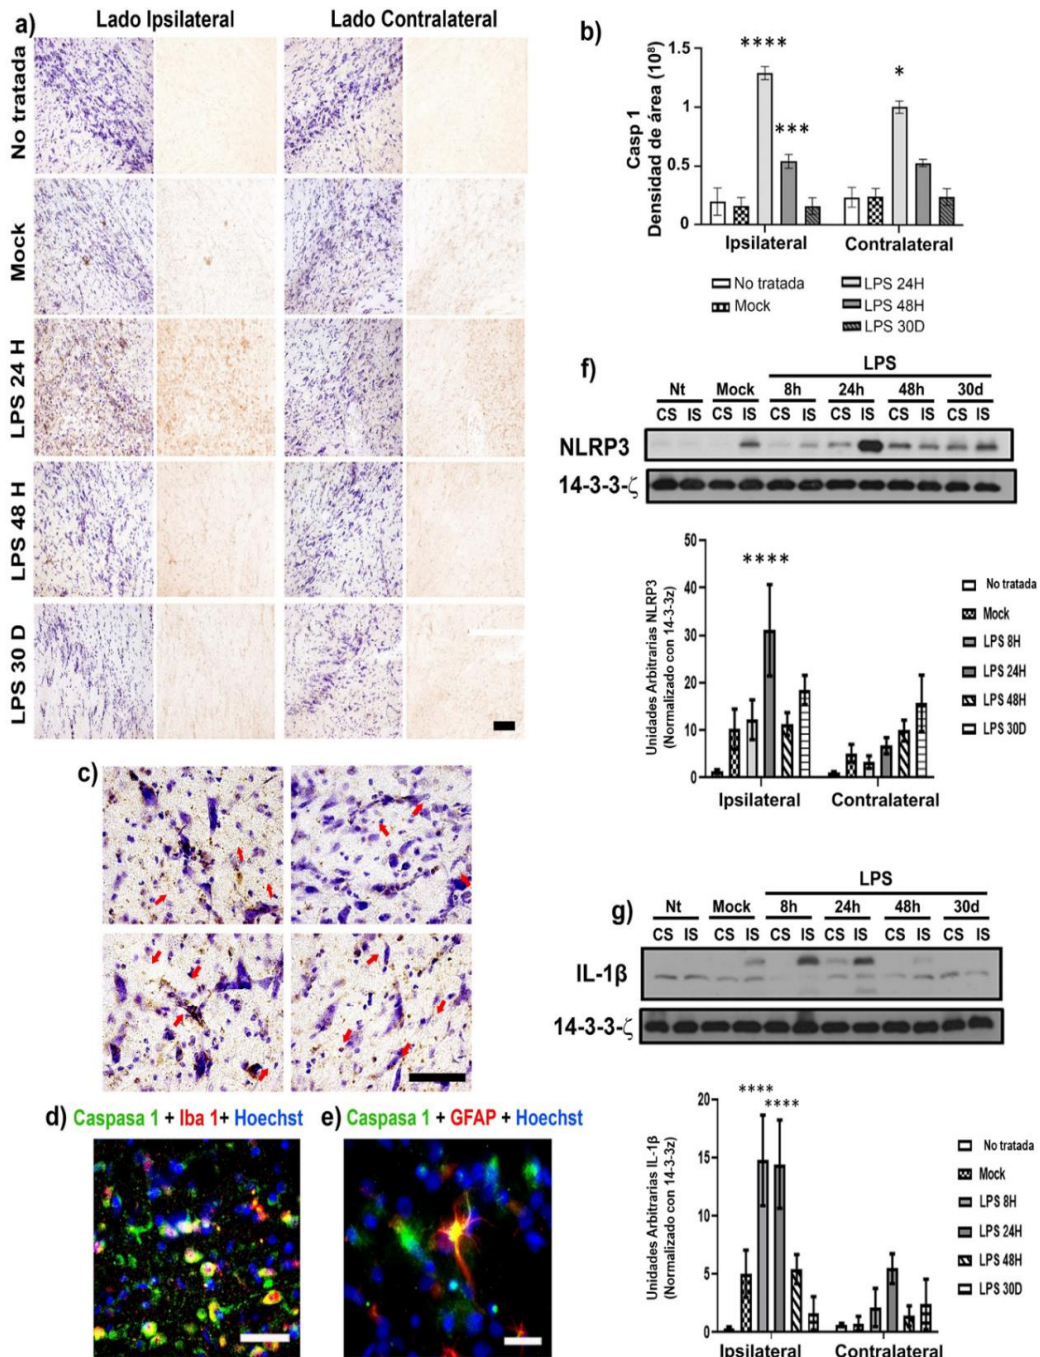 a)
Lado Ipsilateral
Lado Contralateral
No tratada
Mock
LPS 24 H
LPS 48 H
LPS 30 D
b)
Casp 1
Densidad de área (10⁸)
1.5
1
0.5
0
****
***
*
Ipsilateral
Contralateral
No tratada
Mock
LPS 24H
LPS 48H
LPS 30D
c)
d) Caspasa 1 + Iba 1+ Hoechst
e) Caspasa 1 + GFAP + Hoechst
f)
LPS
Nt Mock 8h 24h 48h 30d
CS IS CS IS CS IS CS IS CS IS CS IS
NLRP3
14-3-3-ζ
Unidades Arbitrarias NLRP3
(Normalizado con 14-3-3z)
50
40
30
20
10
0
****
Ipsilateral
Contralateral
No tratada
Mock
LPS 8H
LPS 24H
LPS 48H
LPS 30D
g)
LPS
Nt Mock 8h 24h 48h 30d
CS IS CS IS CS IS CS IS CS IS CS IS
IL-1β
14-3-3-ζ
Unidades Arbitrarias IL-1β
(Normalizado con 14-3-3z)
20
15
10
5
0
****
****
Ipsilateral
Contralateral
No tratada
Mock
LPS 8H
LPS 24H
LPS 48H
LPS 30D